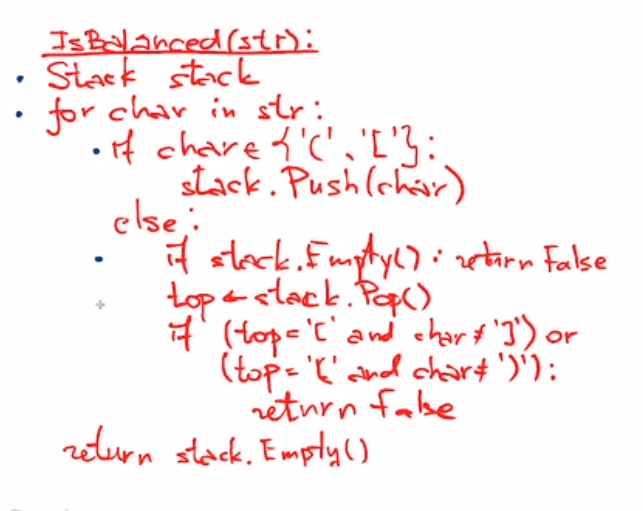 IsBalanced(str):
• Stack stack
• for char in str:
• if char ∈ {'(', '['}:
stack.Push(char)
else:
• if stack.Empty(): return False
top ← stack.Pop()
if (top = '[' and char ≠ ']') or
(top = '(' and char ≠ ')'):
return False
return stack.Empty()